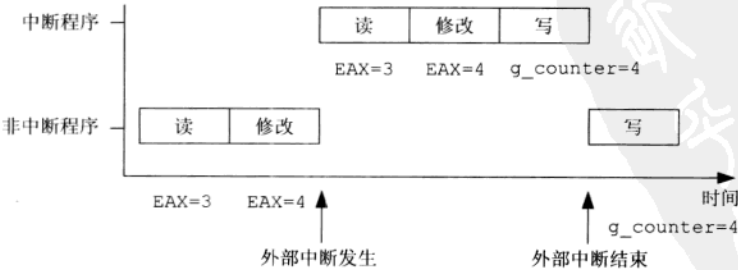 中断程序
读 修改 写
EAX=3 EAX=4 g_counter=4
非中断程序
读 修改 写
时间
EAX=3 EAX=4
g_counter=4
外部中断发生 外部中断结束